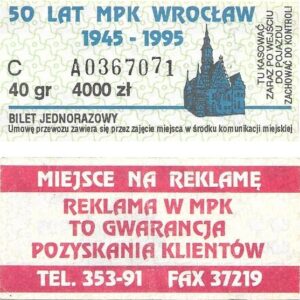 50 LAT MPK WROCŁAW
1945 - 1995
C A0367071
40 gr 4000 zł
BILET JEDNORAZOWY
Umowę przewozu zawiera się przez zajęcie miejsca w środku komunikacji miejskiej
TU KASOWAĆ
ZARAZ PO WEJŚCIU
DO POJAZDU
ZACHOWAĆ DO KONTROLI
MIEJSCE NA REKLAMĘ
REKLAMA W MPK
TO GWARANCJA
POZYSKANIA KLIENTÓW
TEL. 353-91 FAX 37219